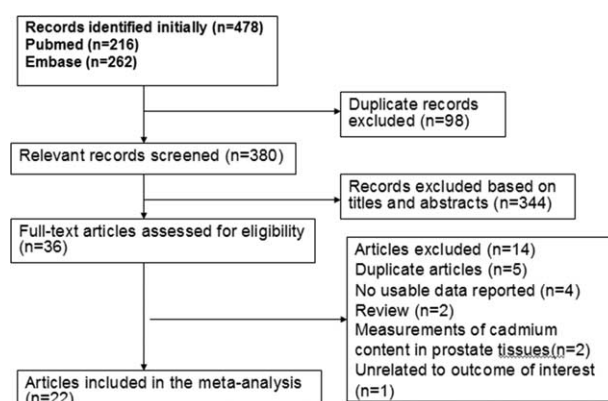 Records identified initially (n=478)
Pubmed (n=216)
Embase (n=262)
Duplicate records
excluded (n=98)
Relevant records screened (n=380)
Records excluded based on
titles and abstracts (n=344)
Full-text articles assessed for eligibility
(n=36)
Articles excluded (n=14)
Duplicate articles (n=5)
No usable data reported (n=4)
Review (n=2)
Measurements of cadmium
content in prostate tissues(n=2)
Unrelated to outcome of interest
(n=1)
Articles included in the meta-analysis
(n=22)